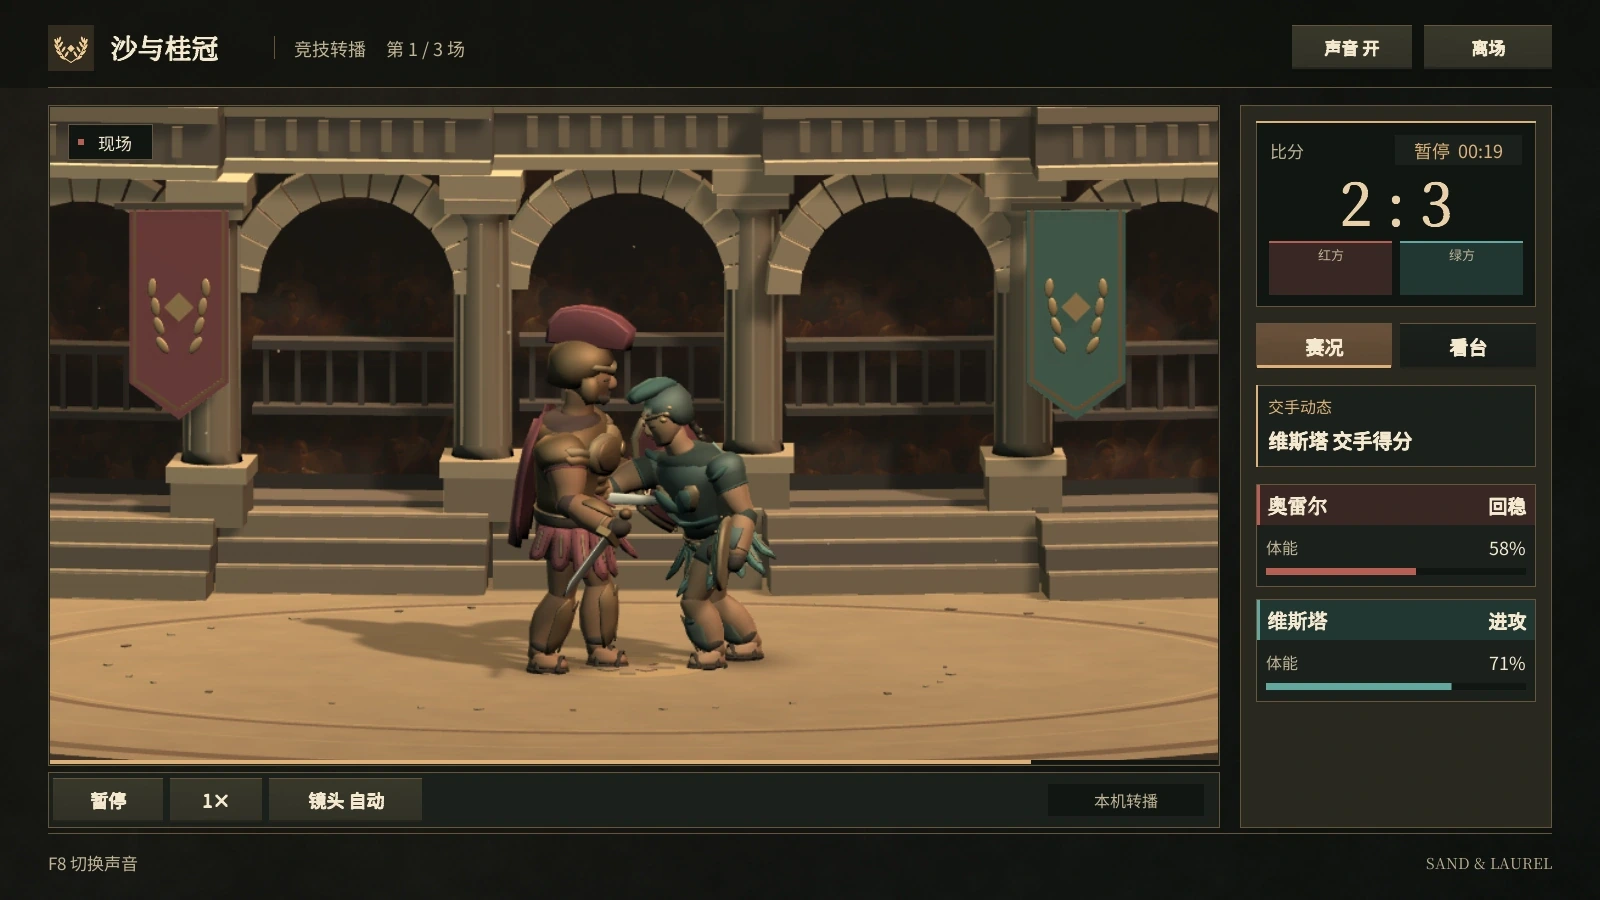 沙与桂冠
竞技转播 第 1 / 3 场
声音 开
离场
现场
比分
暂停 00:19
2 : 3
红方
绿方
赛况
看台
交手动态
维斯塔 交手得分
奥雷尔 回稳
体能 58%
维斯塔 进攻
体能 71%
暂停
1×
镜头 自动
本机转播
F8 切换声音
SAND & LAUREL